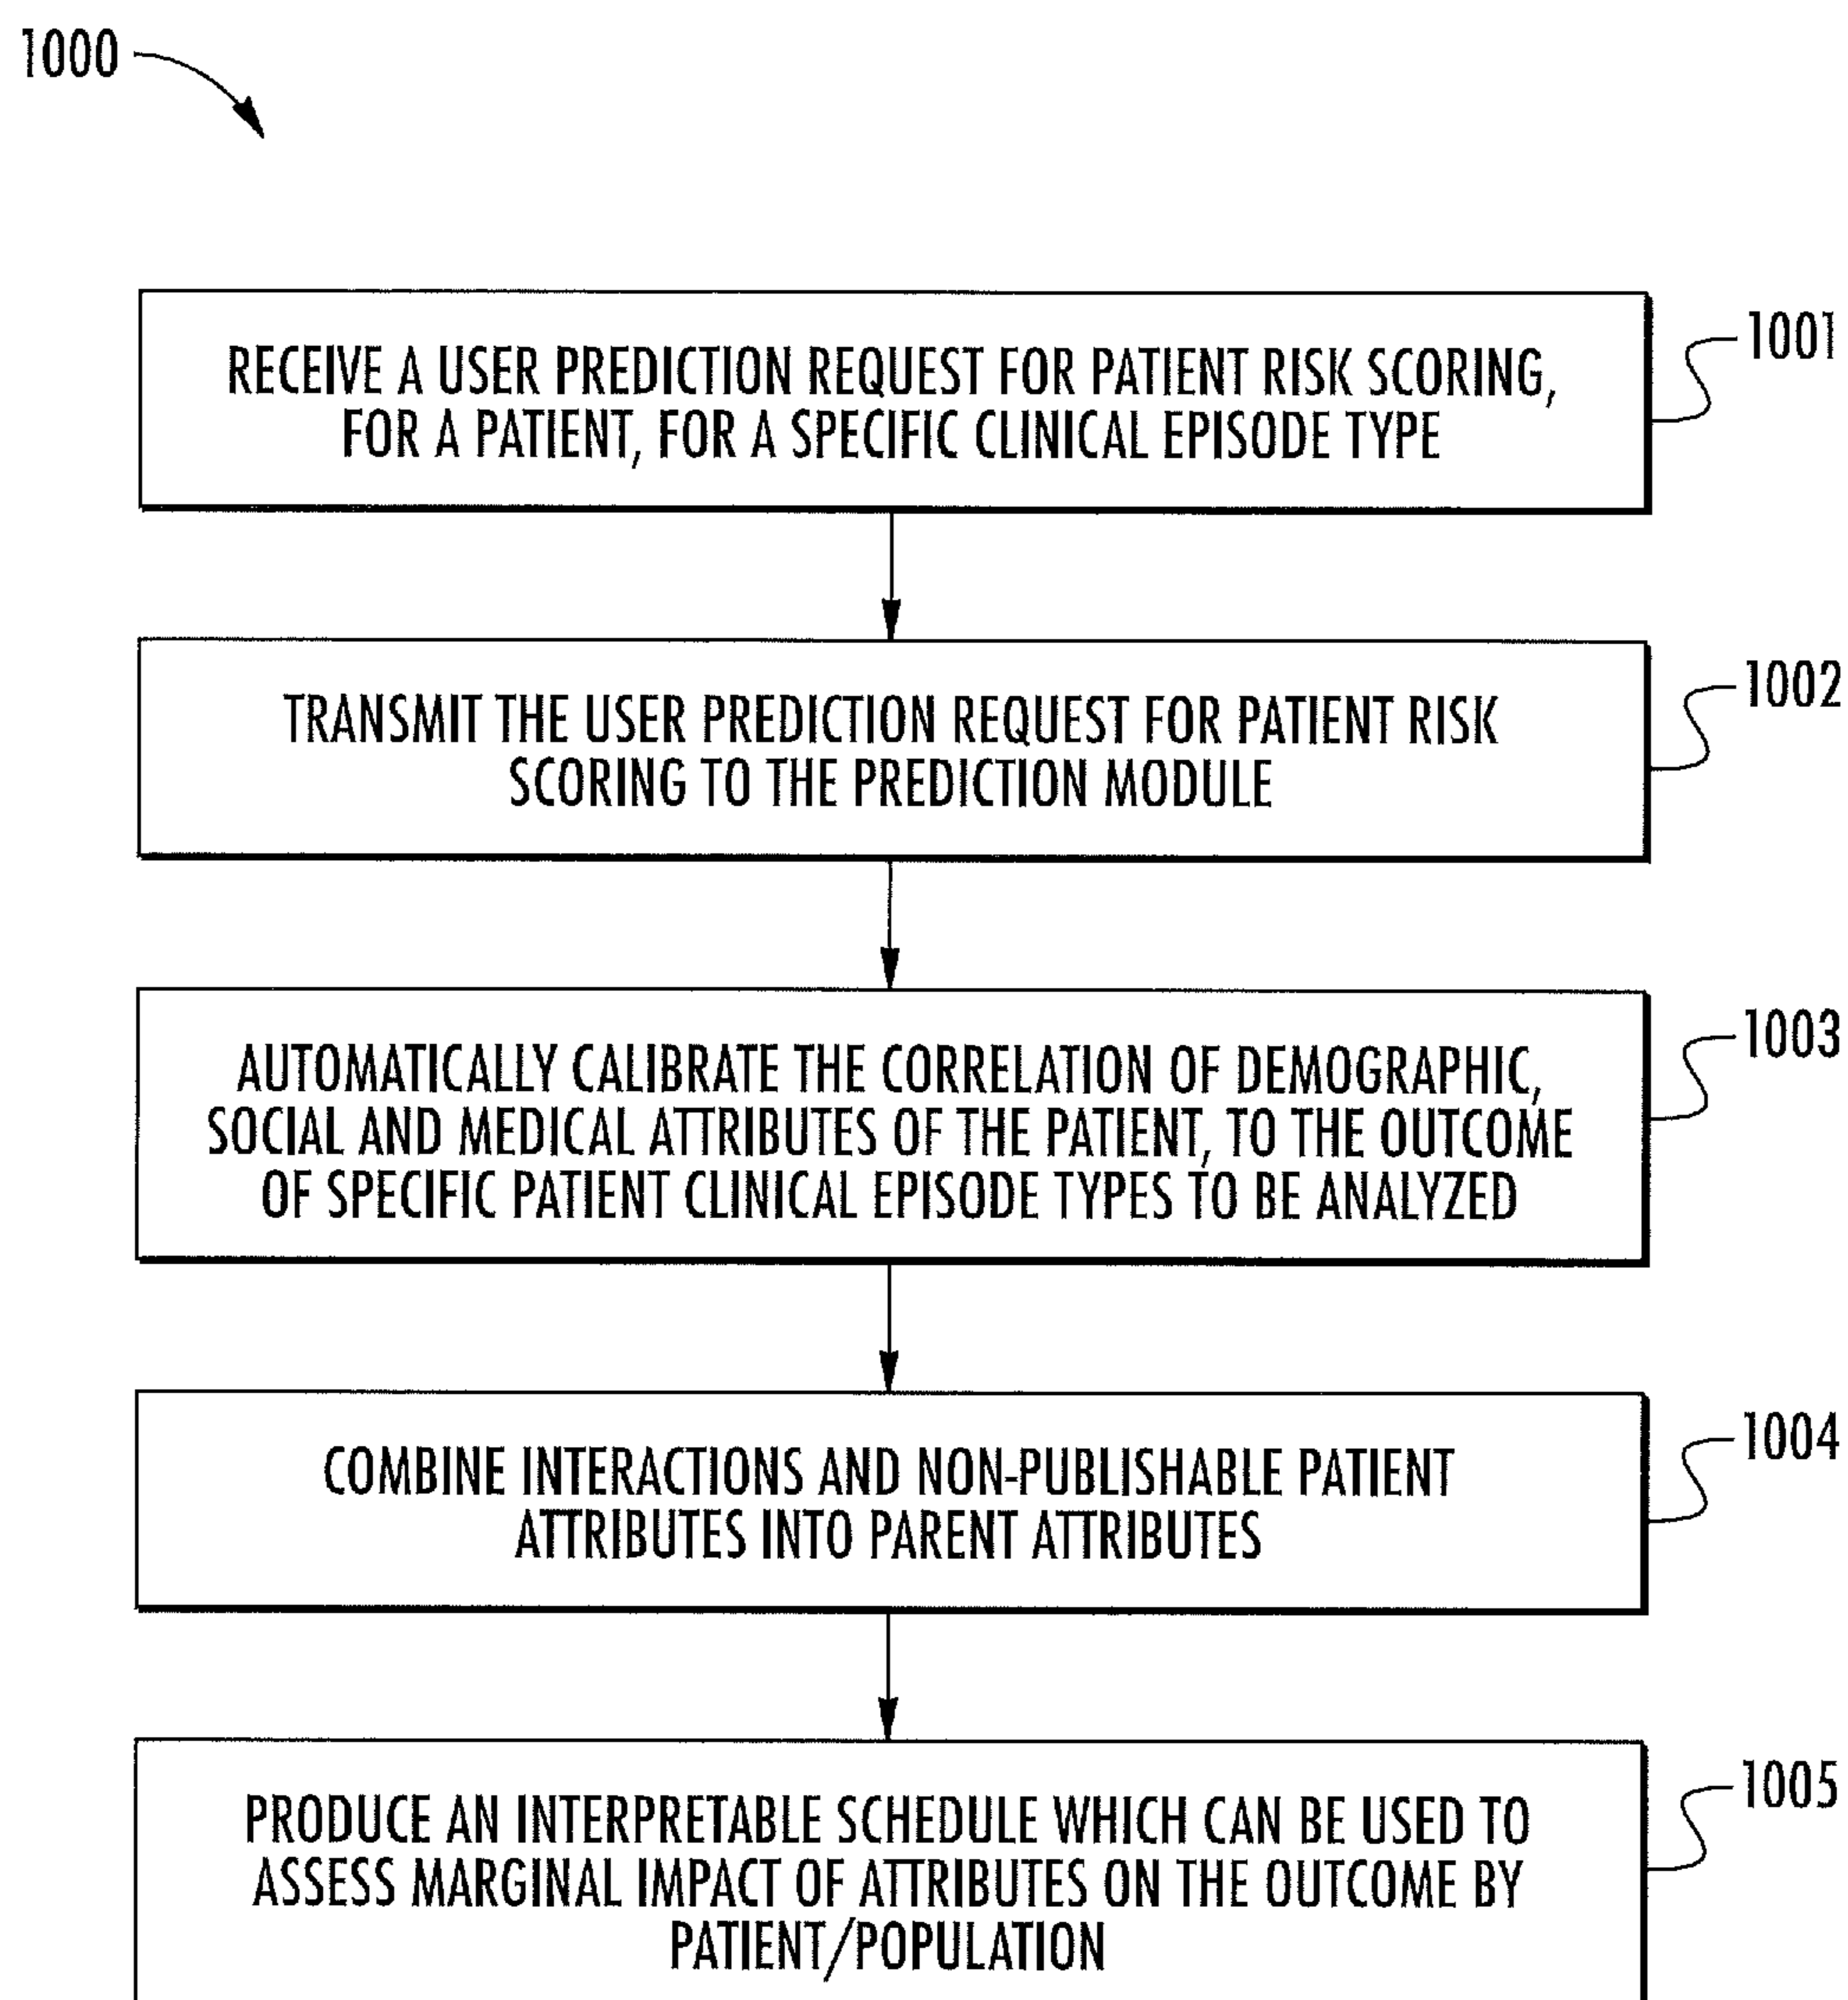 1000
RECEIVE A USER PREDICTION REQUEST FOR PATIENT RISK SCORING,
FOR A PATIENT, FOR A SPECIFIC CLINICAL EPISODE TYPE
1001
TRANSMIT THE USER PREDICTION REQUEST FOR PATIENT RISK
SCORING TO THE PREDICTION MODULE
1002
AUTOMATICALLY CALIBRATE THE CORRELATION OF DEMOGRAPHIC,
SOCIAL AND MEDICAL ATTRIBUTES OF THE PATIENT, TO THE OUTCOME
OF SPECIFIC PATIENT CLINICAL EPISODE TYPES TO BE ANALYZED
1003
COMBINE INTERACTIONS AND NON-PUBLISHABLE PATIENT
ATTRIBUTES INTO PARENT ATTRIBUTES
1004
PRODUCE AN INTERPRETABLE SCHEDULE WHICH CAN BE USED TO
ASSESS MARGINAL IMPACT OF ATTRIBUTES ON THE OUTCOME BY
PATIENT/POPULATION
1005